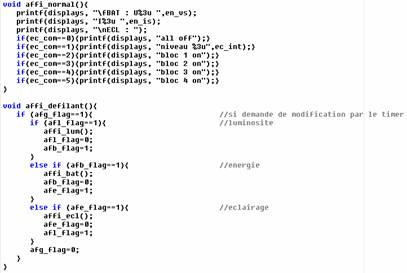 void affi_normal(){
printf(displays, "\fBAT : U%3u ",en_vs);
printf(displays, "I%3u ",en_is);
printf(displays, "\nECL : ");
if(ec_com==0){printf(displays, "all off");}
if(ec_com==1){printf(displays, "niveau %3u",ec_int);}
if(ec_com==2){printf(displays, "bloc 1 on");}
if(ec_com==3){printf(displays, "bloc 2 on");}
if(ec_com==4){printf(displays, "bloc 3 on");}
if(ec_com==5){printf(displays, "bloc 4 on");}
}
void affi_defilant(){
if (afg_flag==1){ //si demande de modification par le timer
if (afl_flag==1){ //luminosite
affi_lum();
afl_flag=0;
afb_flag=1;
}
else if (afb_flag==1){ //energie
affi_bat();
afb_flag=0;
afe_flag=1;
}
else if (afe_flag==1){ //eclairage
affi_ecl();
afe_flag=0;
afl_flag=1;
}
afg_flag=0;
}
}